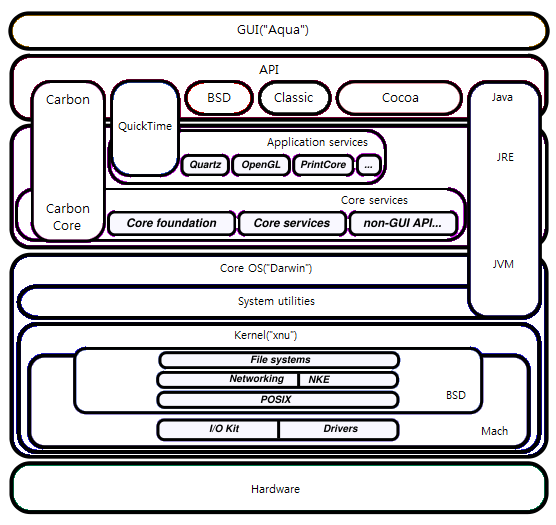 GUI("Aqua")
API
Carbon
QuickTime
BSD
Classic
Cocoa
Java
Application services
Quartz
OpenGL
PrintCore
...
JRE
Core services
Carbon
Core
Core foundation
Core services
non-GUI API...
Core OS("Darwin")
JVM
System utilities
Kernel("xnu")
File systems
Networking
NKE
POSIX
BSD
I/O Kit
Drivers
Mach
Hardware